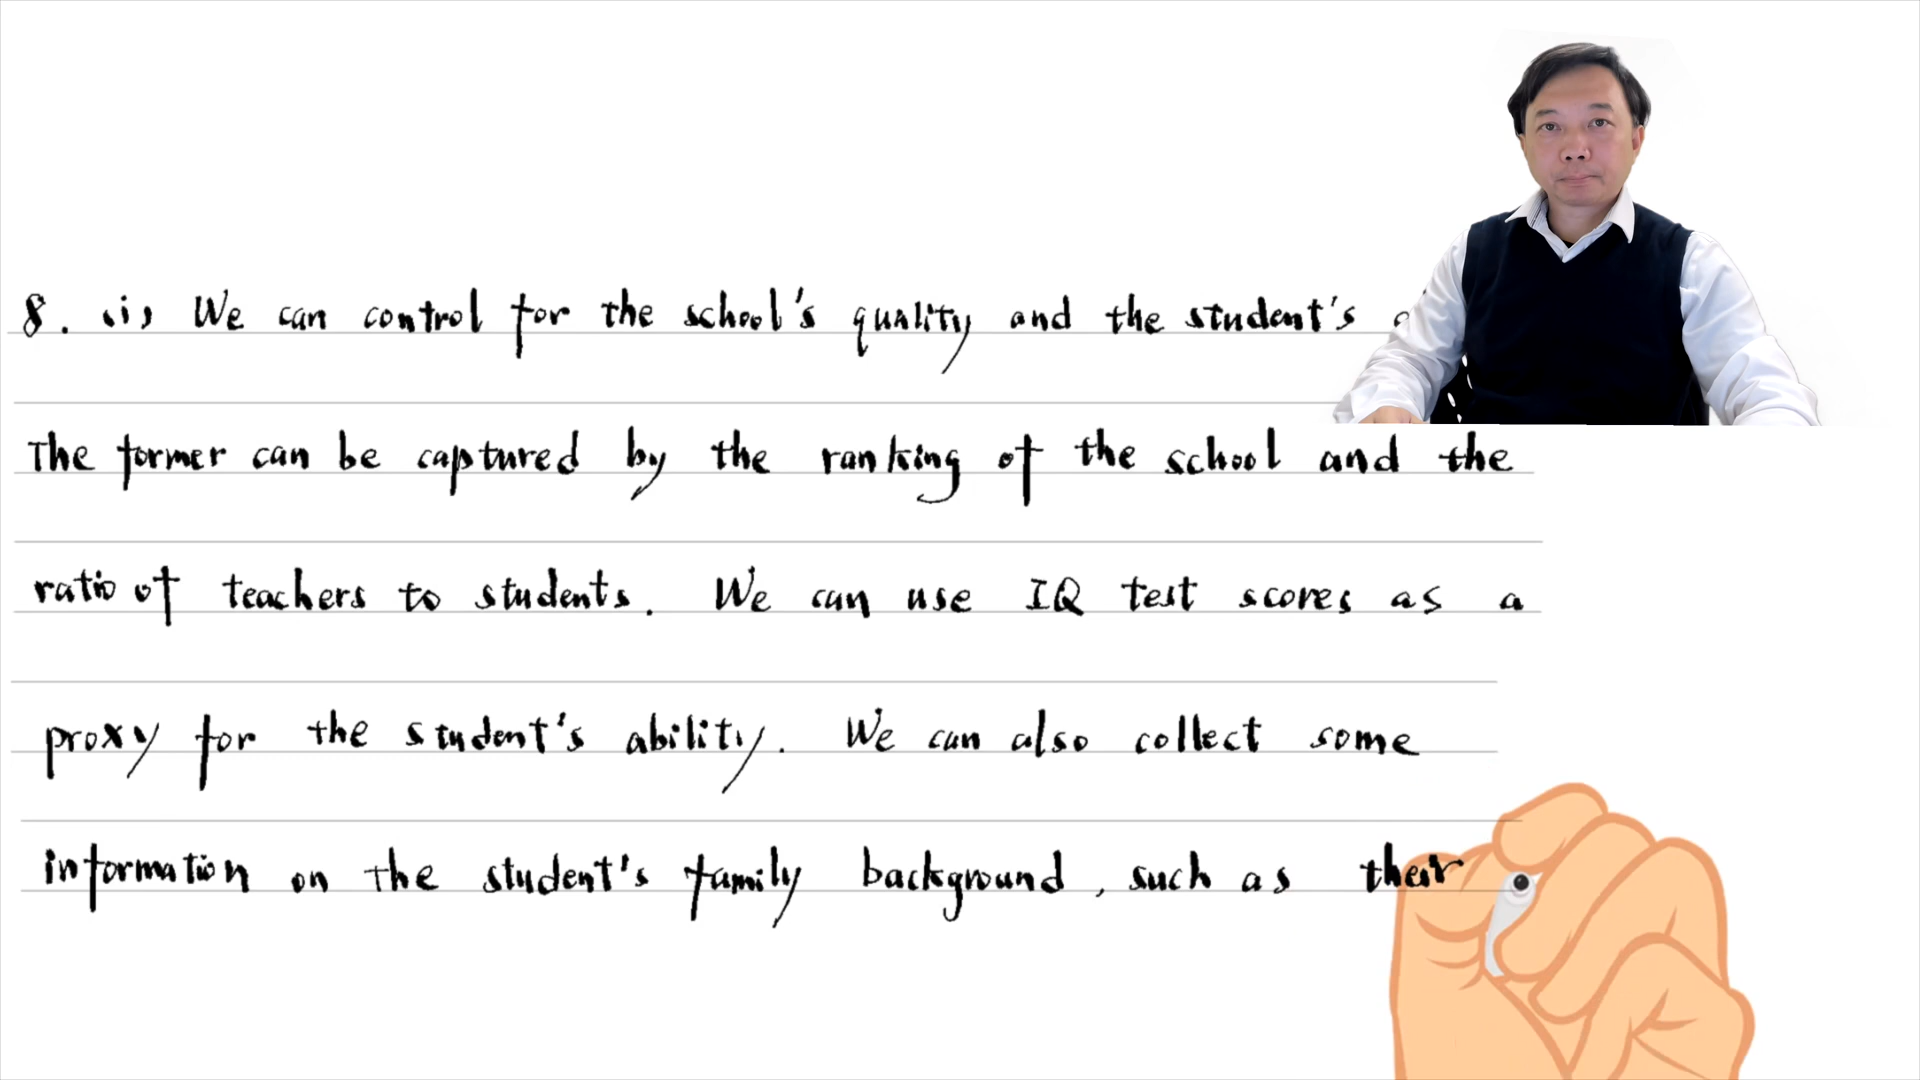 8. (i) We can control for the school's quality and the student's
The former can be captured by the ranking of the school and the
ratio of teachers to students. We can use IQ test scores as a
proxy for the student's ability. We can also collect some
information on the student's family background, such as their